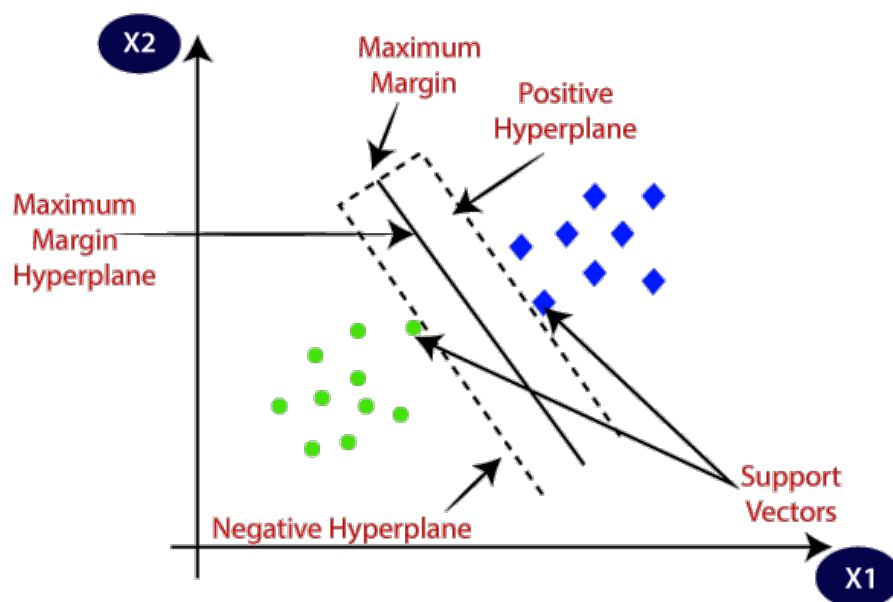 X2
Maximum
Margin
Positive
Hyperplane
Maximum
Margin
Hyperplane
Support
Vectors
Negative Hyperplane
X1